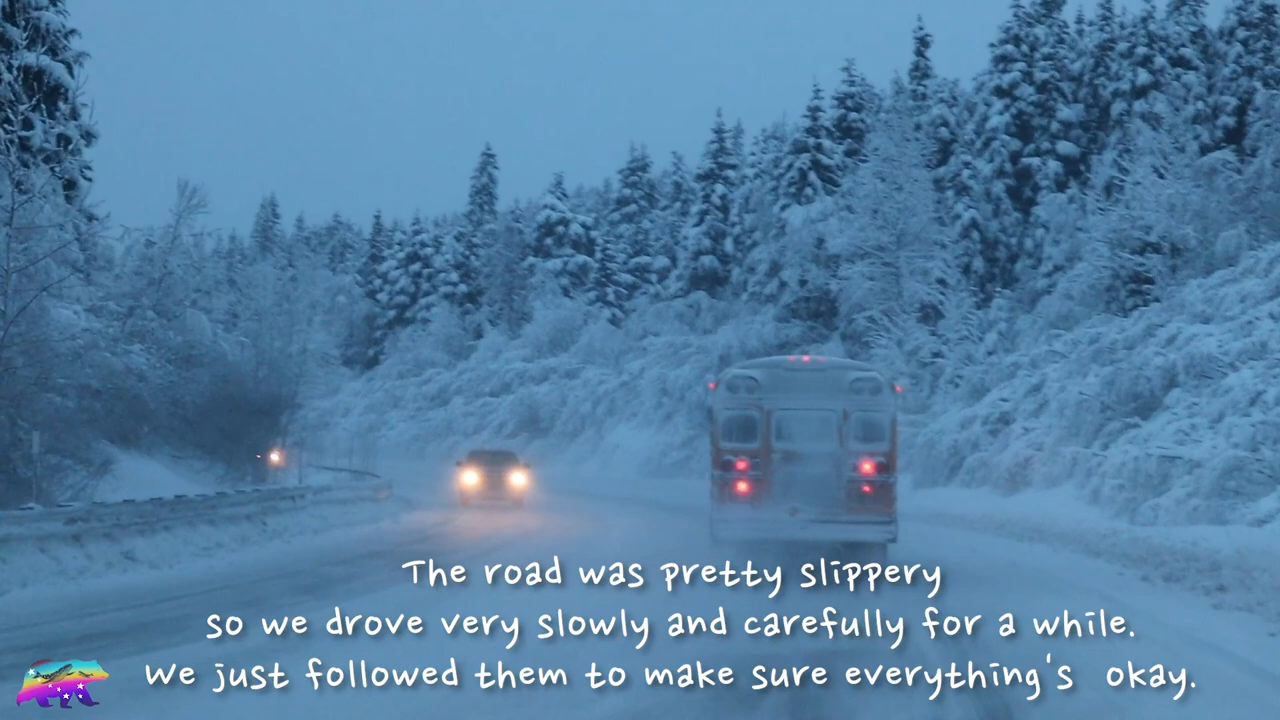 The road was pretty slippery
so we drove very slowly and carefully for a while.
We just followed them to make sure everything's okay.